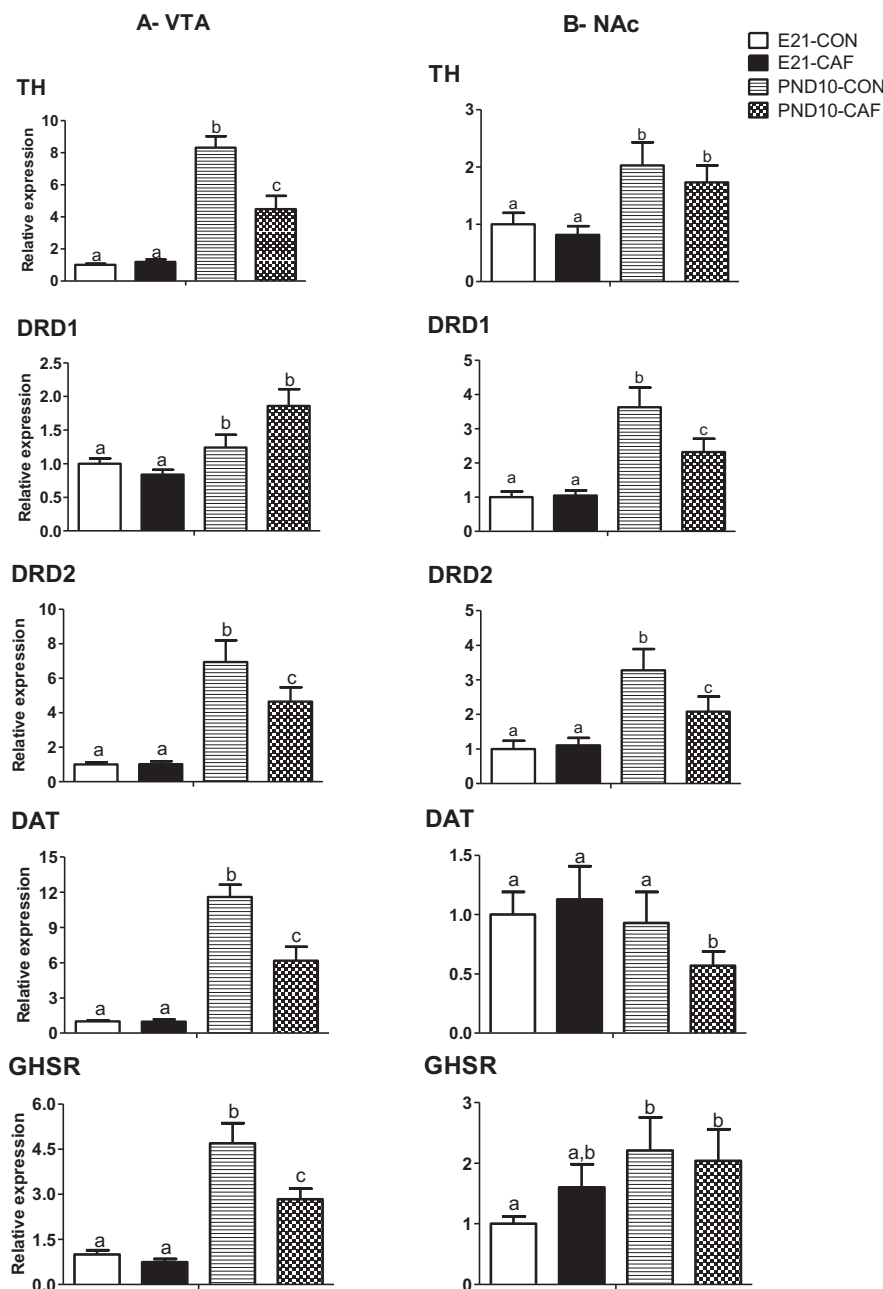 A- VTA
B- NAc
E21-CON
E21-CAF
PND10-CON
PND10-CAF
TH
Relative expression
10
8
6
4
2
0
a
a
b
c
TH
3
2
1
0
a
a
b
b
DRD1
Relative expression
2.5
2.0
1.5
1.0
0.5
0.0
a
a
b
b
DRD1
5
4
3
2
1
0
a
a
b
c
DRD2
Relative expression
10
8
6
4
2
0
a
a
b
c
DRD2
5
4
3
2
1
0
a
a
b
c
DAT
Relative expression
15
12
9
6
3
0
a
a
b
c
DAT
1.5
1.0
0.5
0.0
a
a
a
b
GHSR
Relative expression
6.0
4.5
3.0
1.5
0.0
a
a
b
c
GHSR
3
2
1
0
a
a,b
b
b